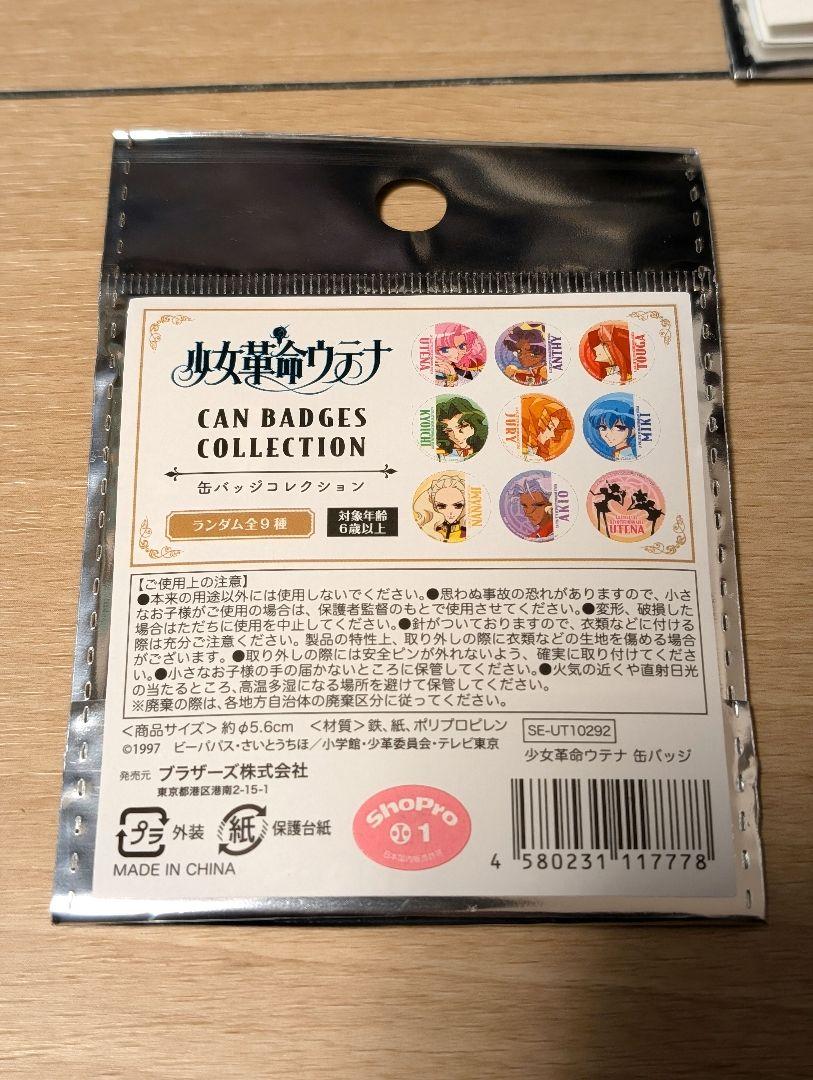 少女革命ウテナ
CAN BADGES
COLLECTION
缶バッジコレクション
ランダム全9種
対象年齢
6歳以上
UTENA
ANTHY
TOUGA
KYOICHI
JURY
MIKI
NANAMI
AKIO
UTENA
【ご使用上の注意】
●本来の用途以外には使用しないでください。●思わぬ事故の恐れがありますので、小さ
なお子様がご使用の場合は、保護者監督のもとで使用させてください。●変形、破損した
場合はただちに使用を中止してください。●針がついておりますので、衣類などに付ける
際は充分ご注意ください。製品の特性上、取り外しの際に衣類などの生地を傷める場合
がございます。●取り外しの際には安全ピンが外れないよう、確実に取り付けてくださ
い。●小さなお子様の手の届かないところに保管してください。●火気の近くや直射日光
の当たるところ、高温多湿になる場所を避けて保管してください。
※廃棄の際は、各地方自治体の廃棄区分に従ってください。
＜商品サイズ＞約φ5.6cm ＜材質＞鉄、紙、ポリプロピレン
©1997 ビーパパス・さいとうちほ／小学館・少革委員会・テレビ東京
SE-UT10292
少女革命ウテナ 缶バッジ
発売元 ブラザーズ株式会社
東京都港区港南2-15-1
プラ 外装
紙 保護台紙
MADE IN CHINA
ShoPro
1
日本国内販売許諾
4 580231 117778